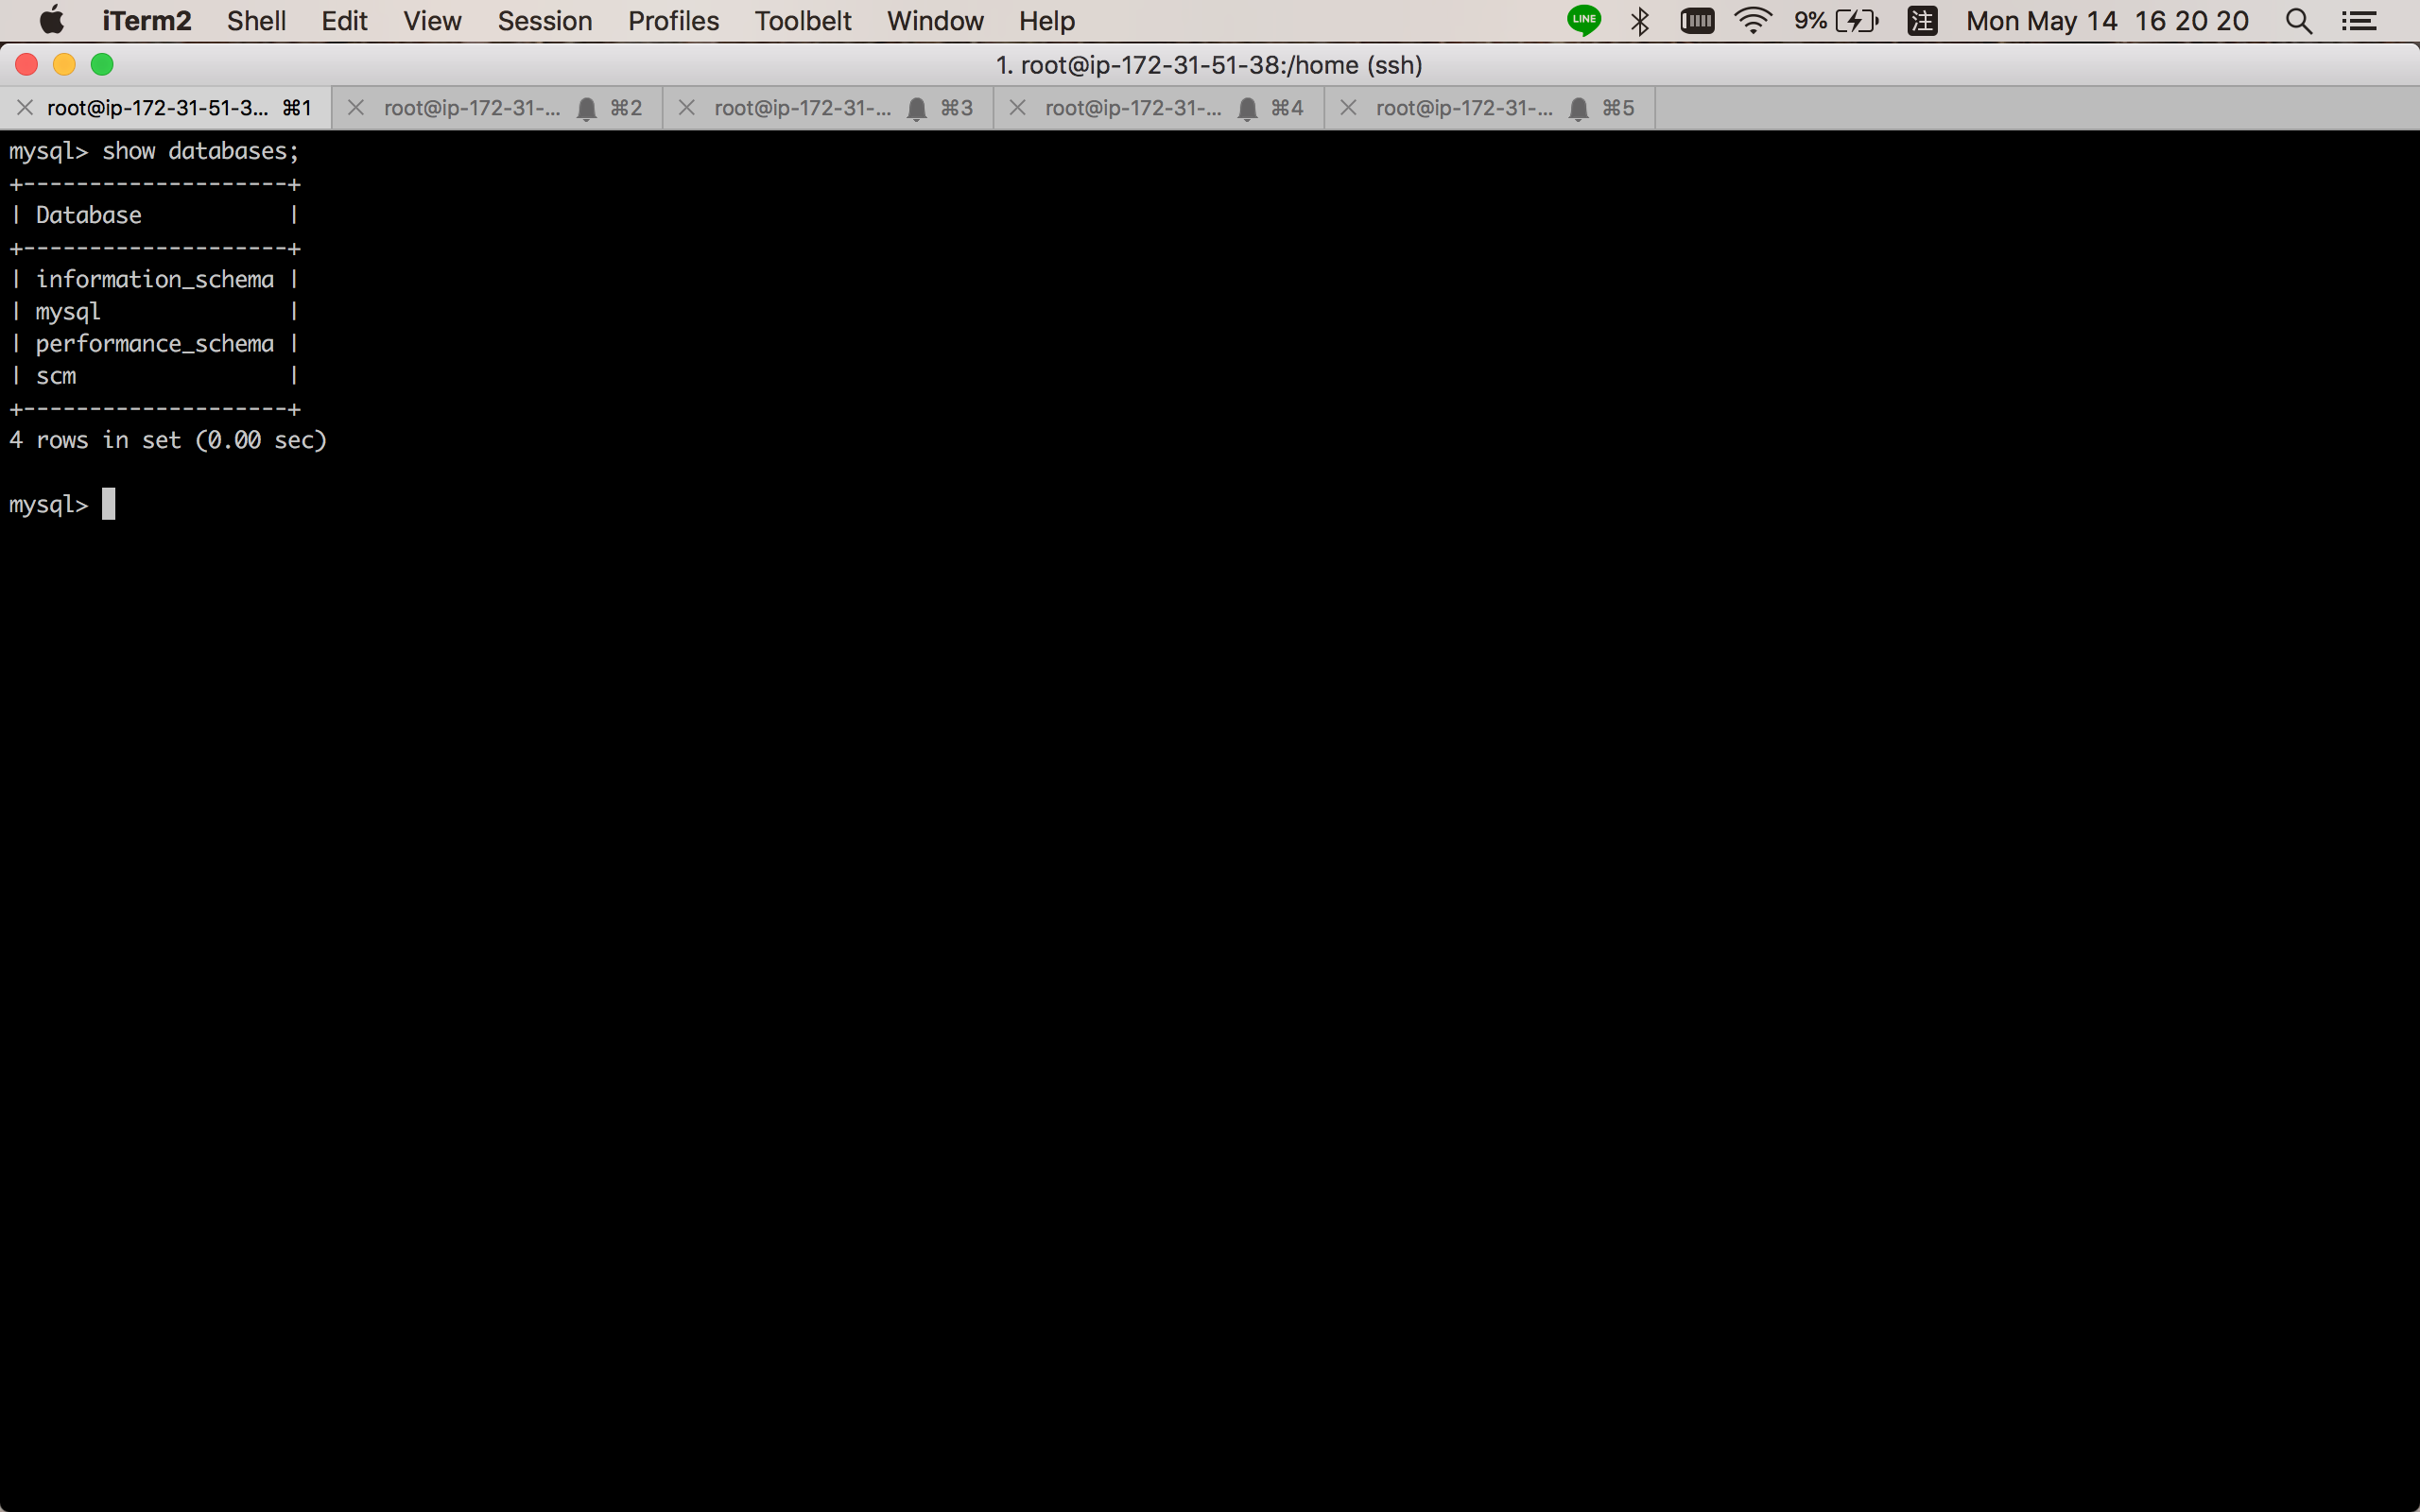 iTerm2 Shell Edit View Session Profiles Toolbelt Window Help LINE 9% 注 Mon May 14 16 20 20
1. root@ip-172-31-51-38:/home (ssh)
root@ip-172-31-51-3... ⌘1 root@ip-172-31-... ⌘2 root@ip-172-31-... ⌘3 root@ip-172-31-... ⌘4 root@ip-172-31-... ⌘5
mysql> show databases;
+--------------------+
| Database           |
+--------------------+
| information_schema |
| mysql              |
| performance_schema |
| scm                |
+--------------------+
4 rows in set (0.00 sec)
mysql>